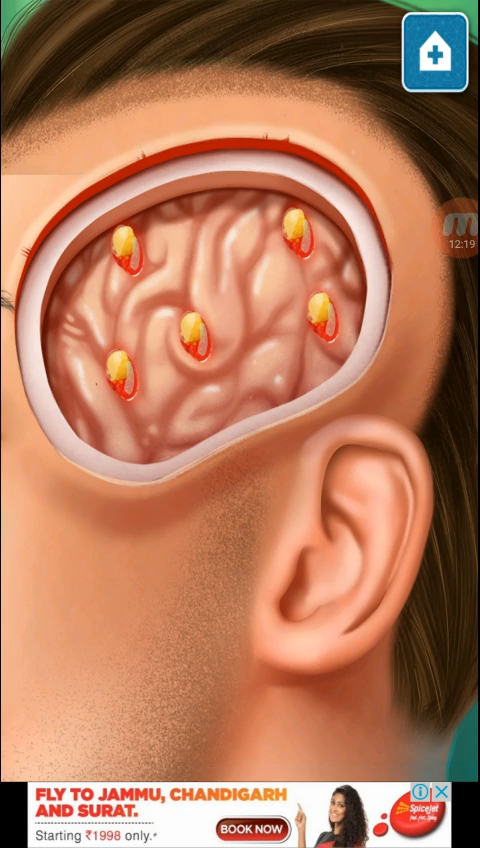 12:19
FLY TO JAMMU, CHANDIGARH
AND SURAT.
Starting ₹1998 only.*
BOOK NOW
SpiceJet